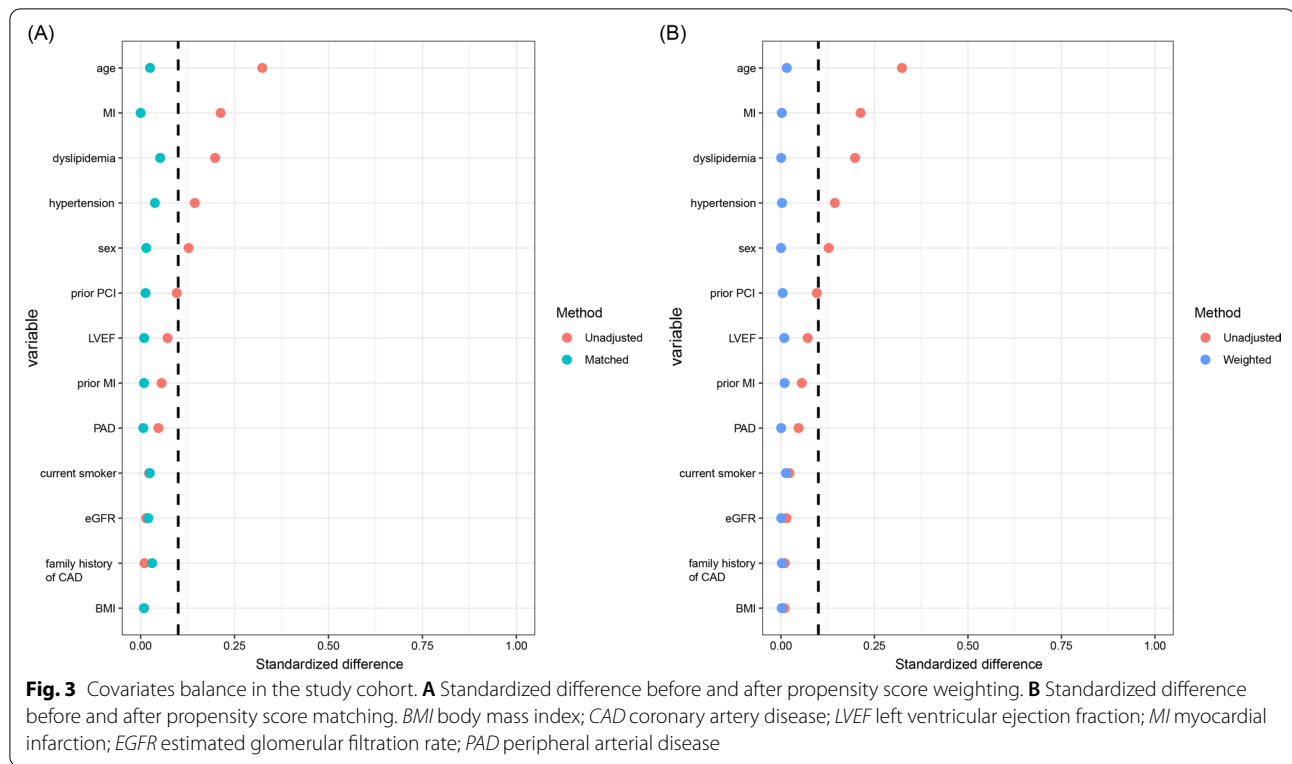 (A)
age
MI
dyslipidemia
hypertension
sex
prior PCI
LVEF
prior MI
PAD
current smoker
eGFR
family history
of CAD
BMI
variable
0.00 0.25 0.50 0.75 1.00
Standardized difference
Method
Unadjusted
Matched
(B)
age
MI
dyslipidemia
hypertension
sex
prior PCI
LVEF
prior MI
PAD
current smoker
eGFR
family history
of CAD
BMI
variable
0.00 0.25 0.50 0.75 1.00
Standardized difference
Method
Unadjusted
Weighted
Fig. 3 Covariates balance in the study cohort. A Standardized difference before and after propensity score weighting. B Standardized difference
before and after propensity score matching. BMI body mass index; CAD coronary artery disease; LVEF left ventricular ejection fraction; MI myocardial
infarction; EGFR estimated glomerular filtration rate; PAD peripheral arterial disease